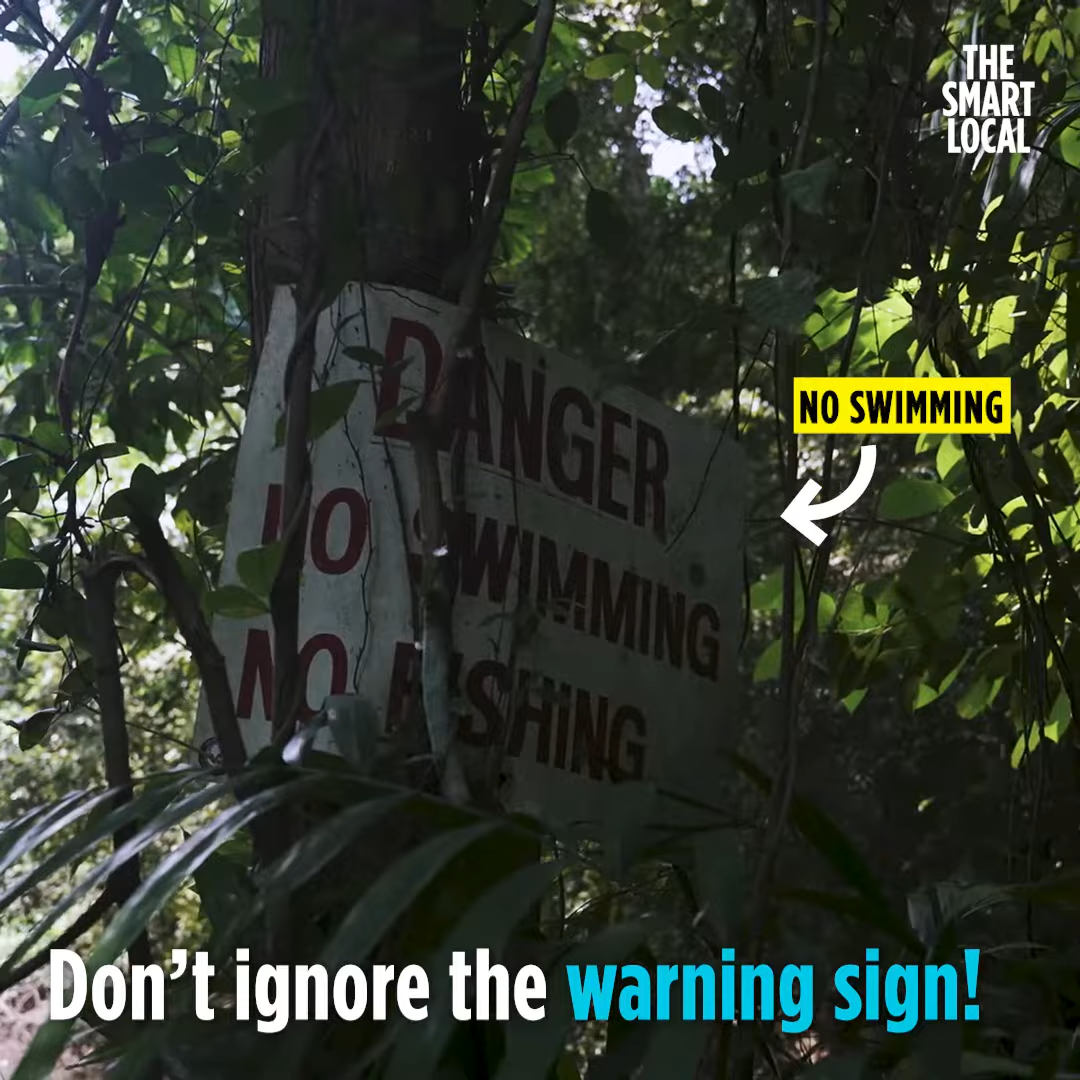 THE
SMART
LOCAL
DANGER
NO SWIMMING
NO FISHING
NO SWIMMING
Don't ignore the warning sign!